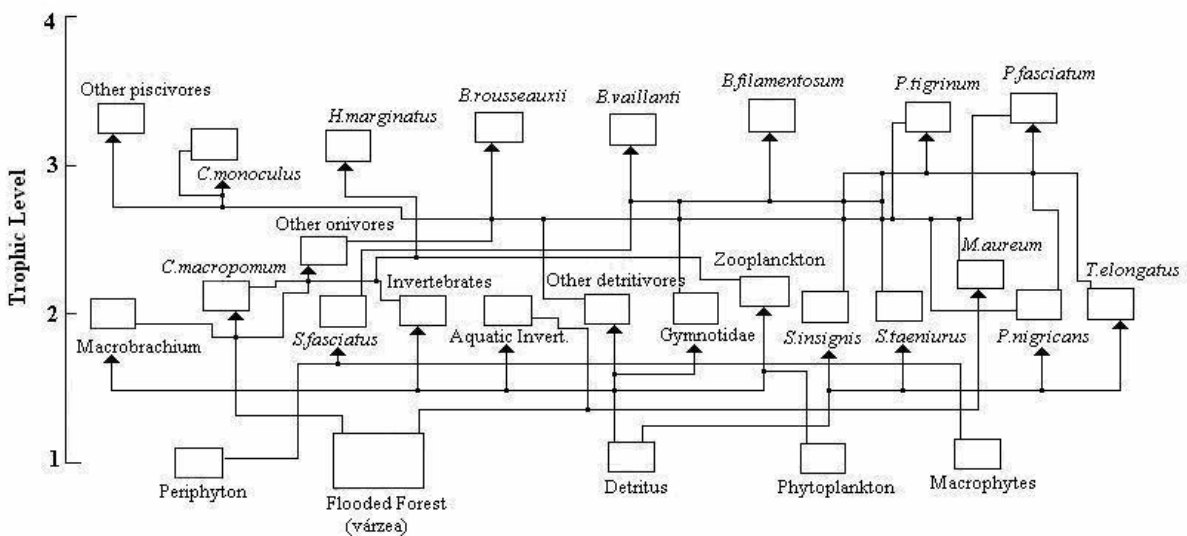 4
P.fasciatum
P.tigrinum
B.filamentosum
Other piscivores
B.rousseauxii
B.vaillanti
H.marginatus
3
C.monoculus
Trophic Level
Other onivores
M.aureum
Zooplanckton
C.macropomum
Invertebrates
Other detritivores
T.elongatus
2
Macrobrachium
S.fasciatus
Aquatic Invert.
Gymnotidae
S.insignis
S.taeniurus
P.nigricans
1
Periphyton
Flooded Forest
(várzea)
Detritus
Phytoplankton
Macrophytes